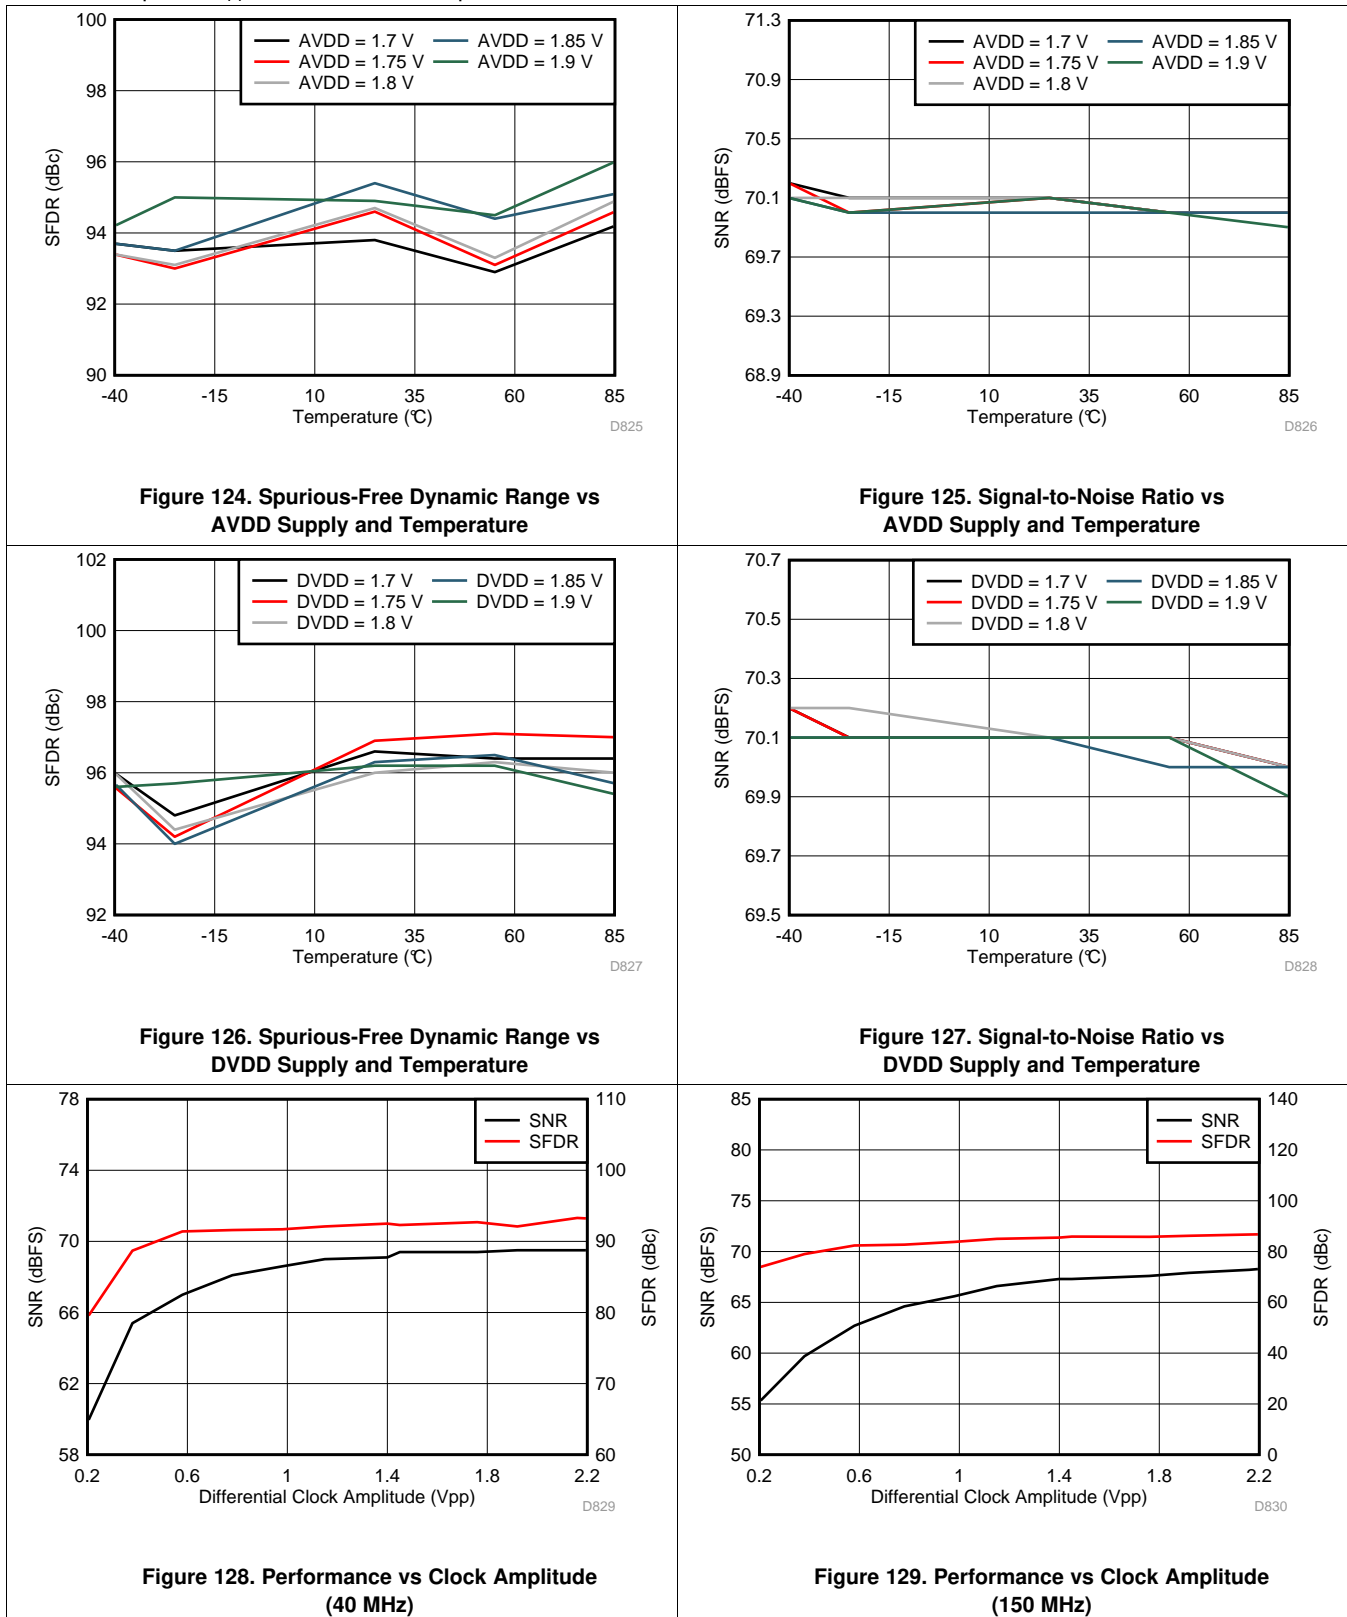 100
98
96
94
92
90
SFDR (dBc)
AVDD = 1.7 V
AVDD = 1.75 V
AVDD = 1.8 V
AVDD = 1.85 V
AVDD = 1.9 V
-40 -15 10 35 60 85
Temperature (°C)
D825
Figure 124. Spurious-Free Dynamic Range vs
AVDD Supply and Temperature
71.3
70.9
70.5
70.1
69.7
69.3
68.9
SNR (dBFS)
AVDD = 1.7 V
AVDD = 1.75 V
AVDD = 1.8 V
AVDD = 1.85 V
AVDD = 1.9 V
-40 -15 10 35 60 85
Temperature (°C)
D826
Figure 125. Signal-to-Noise Ratio vs
AVDD Supply and Temperature
102
100
98
96
94
92
SFDR (dBc)
DVDD = 1.7 V
DVDD = 1.75 V
DVDD = 1.8 V
DVDD = 1.85 V
DVDD = 1.9 V
-40 -15 10 35 60 85
Temperature (°C)
D827
Figure 126. Spurious-Free Dynamic Range vs
DVDD Supply and Temperature
70.7
70.5
70.3
70.1
69.9
69.7
69.5
SNR (dBFS)
DVDD = 1.7 V
DVDD = 1.75 V
DVDD = 1.8 V
DVDD = 1.85 V
DVDD = 1.9 V
-40 -15 10 35 60 85
Temperature (°C)
D828
Figure 127. Signal-to-Noise Ratio vs
DVDD Supply and Temperature
78
74
70
66
62
58
SNR (dBFS)
SNR
SFDR
110
100
90
80
70
60
SFDR (dBc)
0.2 0.6 1 1.4 1.8 2.2
Differential Clock Amplitude (Vpp)
D829
Figure 128. Performance vs Clock Amplitude
(40 MHz)
85
80
75
70
65
60
55
50
SNR (dBFS)
SNR
SFDR
140
120
100
80
60
40
20
0
SFDR (dBc)
0.2 0.6 1 1.4 1.8 2.2
Differential Clock Amplitude (Vpp)
D830
Figure 129. Performance vs Clock Amplitude
(150 MHz)